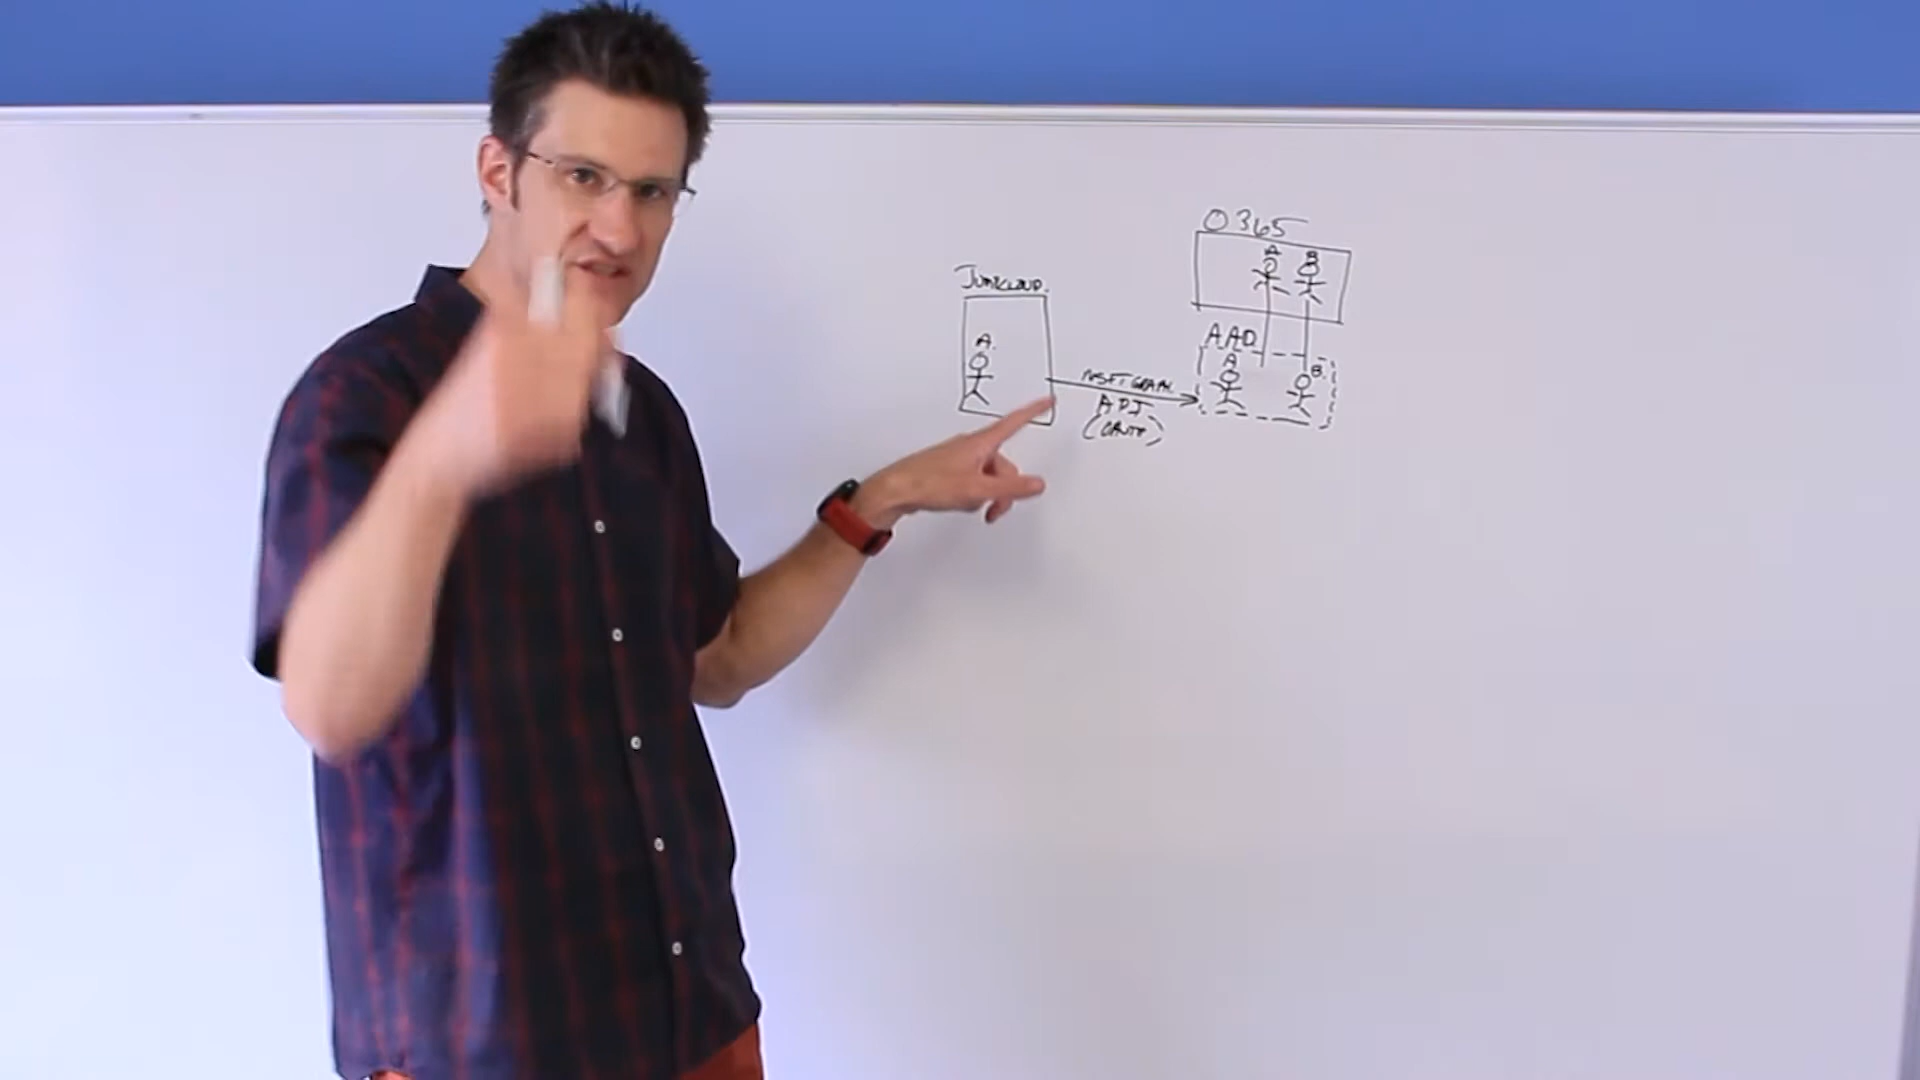 JUMPCLOUD.
A.
MSFT GRAPH
API
(OAUTH)
O365
A B
AAD
A B.